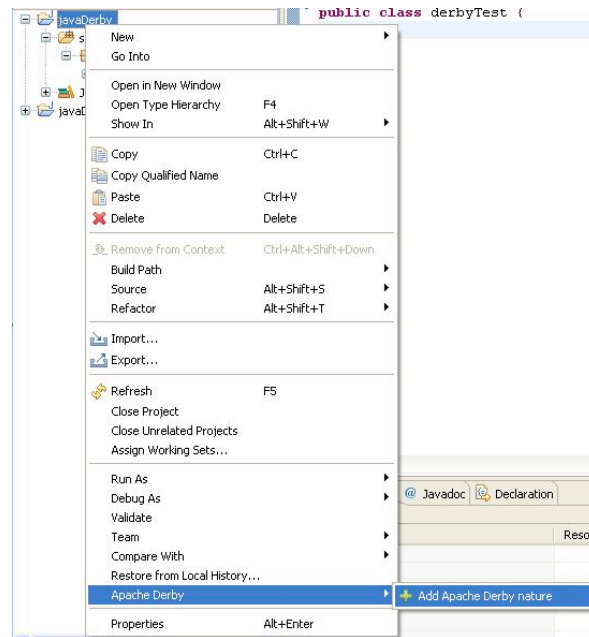 javaDerby
public class derbyTest {
New
Go Into
Open in New Window
Open Type Hierarchy F4
Show In Alt+Shift+W
Copy Ctrl+C
Copy Qualified Name
Paste Ctrl+V
Delete Delete
Remove from Context Ctrl+Alt+Shift+Down
Build Path
Source Alt+Shift+S
Refactor Alt+Shift+T
Import...
Export...
Refresh F5
Close Project
Close Unrelated Projects
Assign Working Sets...
Run As
Debug As
Validate
Team
Compare With
Restore from Local History...
Apache Derby
Properties Alt+Enter
@ Javadoc Declaration
Reso
Add Apache Derby nature